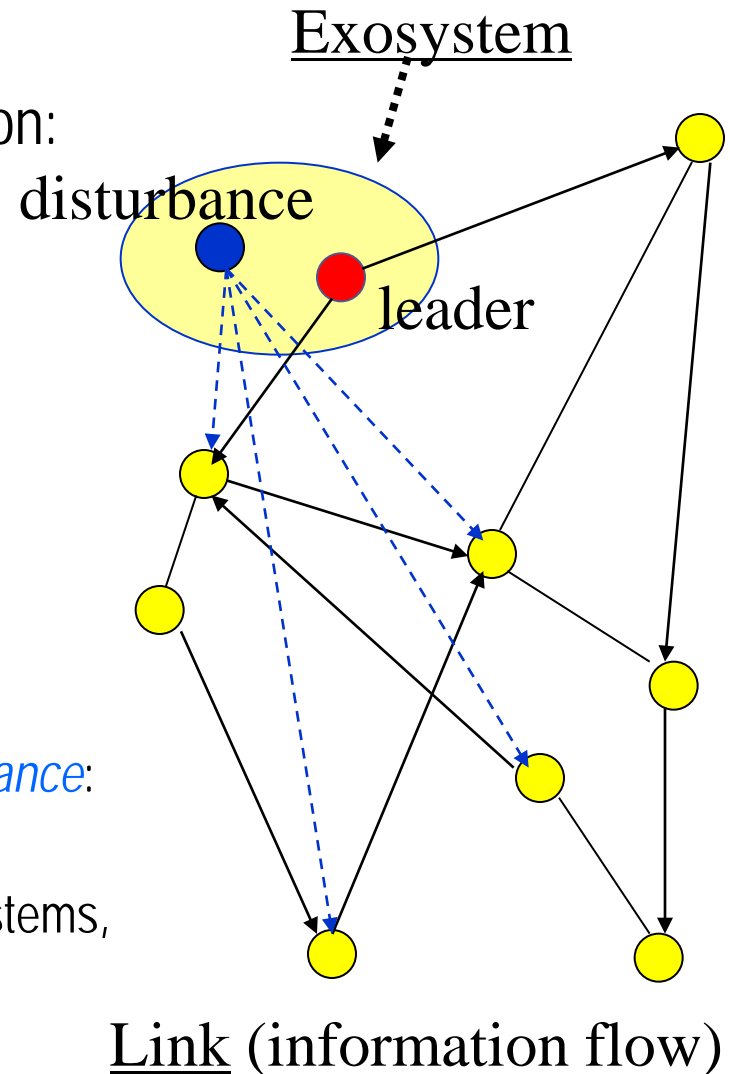 Exosystem
on:
disturbance
leader
ance:
stems,
Link (information flow)